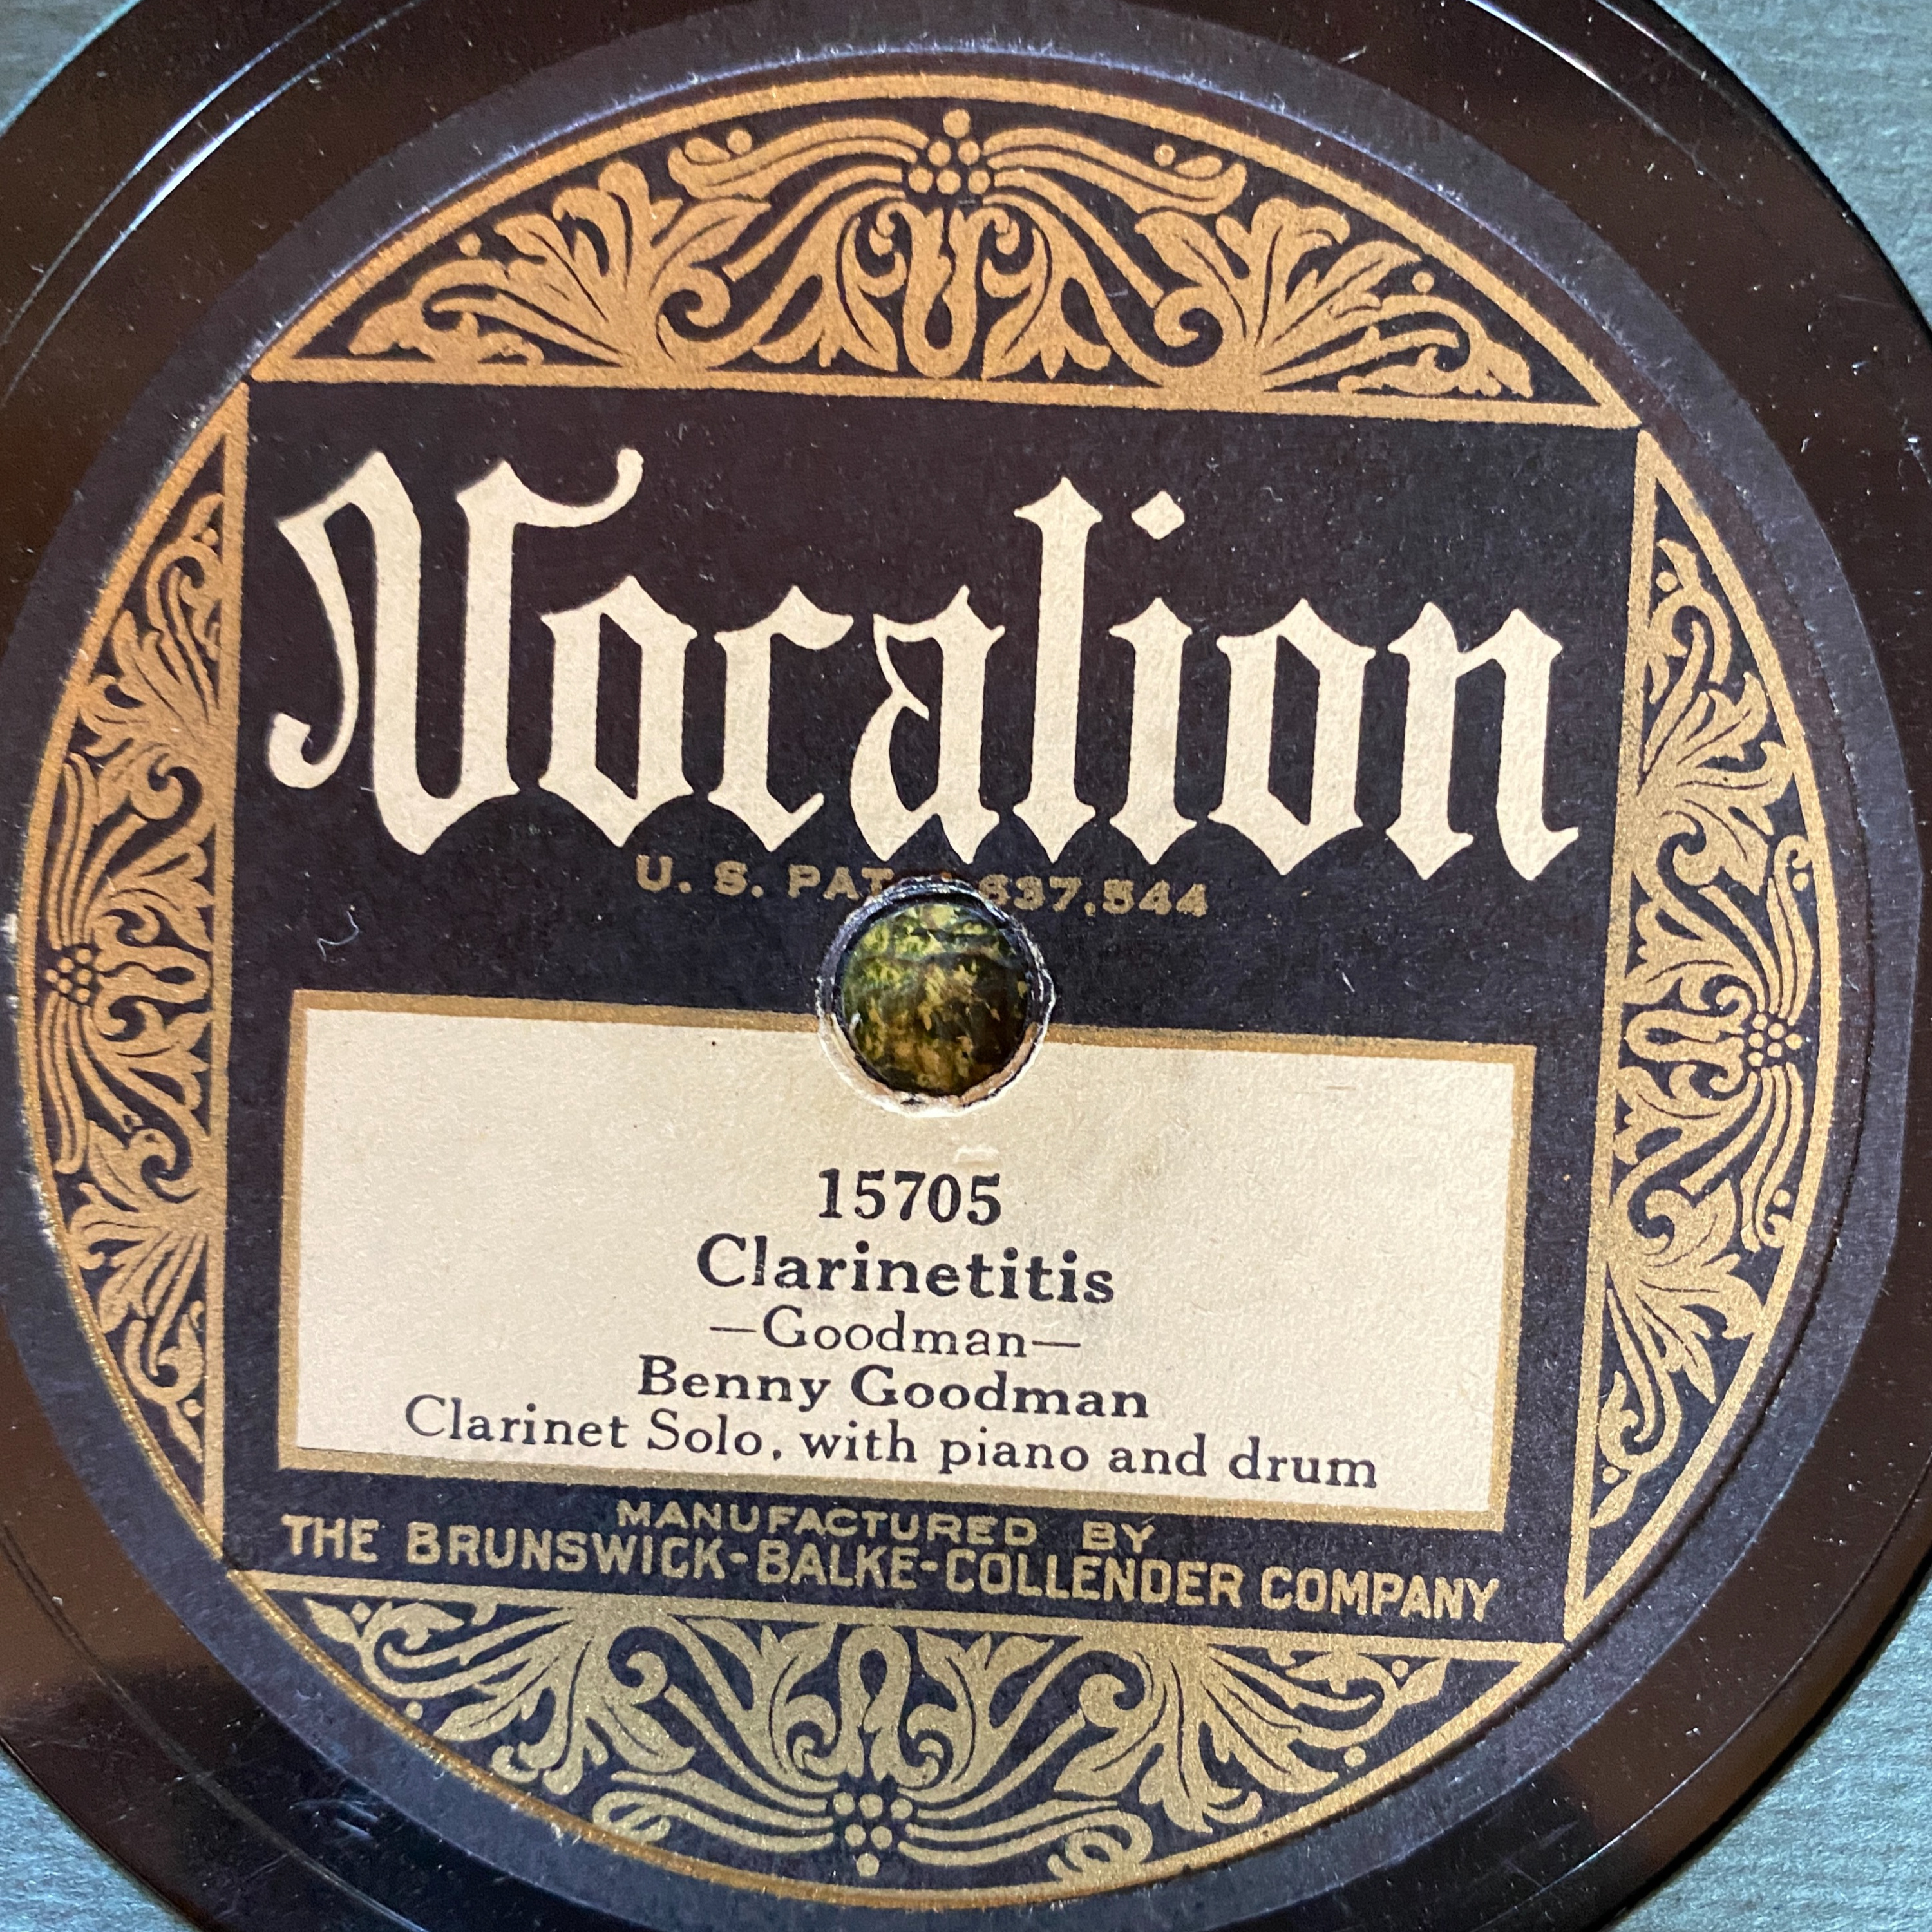 Vocalion
U. S. PAT. 637,544
15705
Clarinetitis
—Goodman—
Benny Goodman
Clarinet Solo, with piano and drum
MANUFACTURED BY
THE BRUNSWICK-BALKE-COLLENDER COMPANY